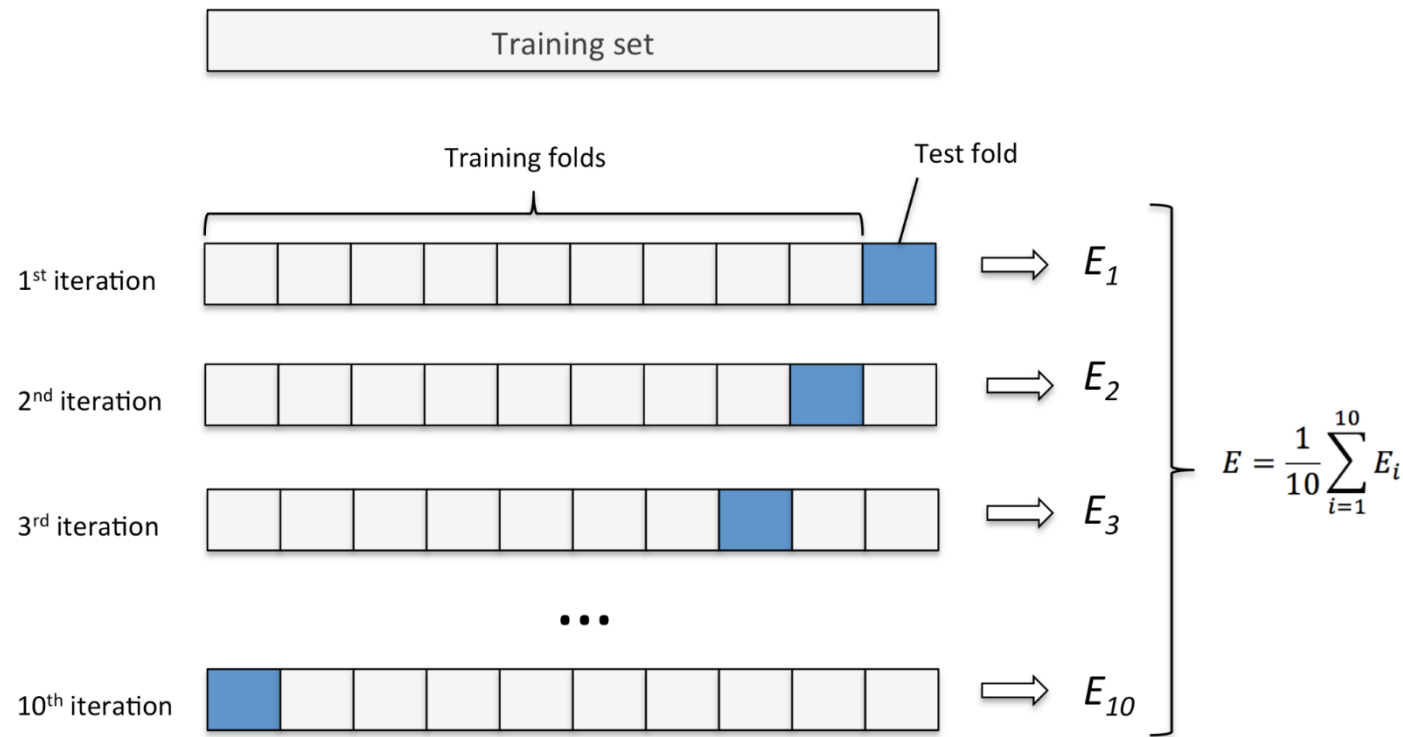 Training set
Training folds
Test fold
1st iteration
E1
2nd iteration
E2
3rd iteration
E3
...
10th iteration
E10
E = 1/10 10∑i=1 Ei